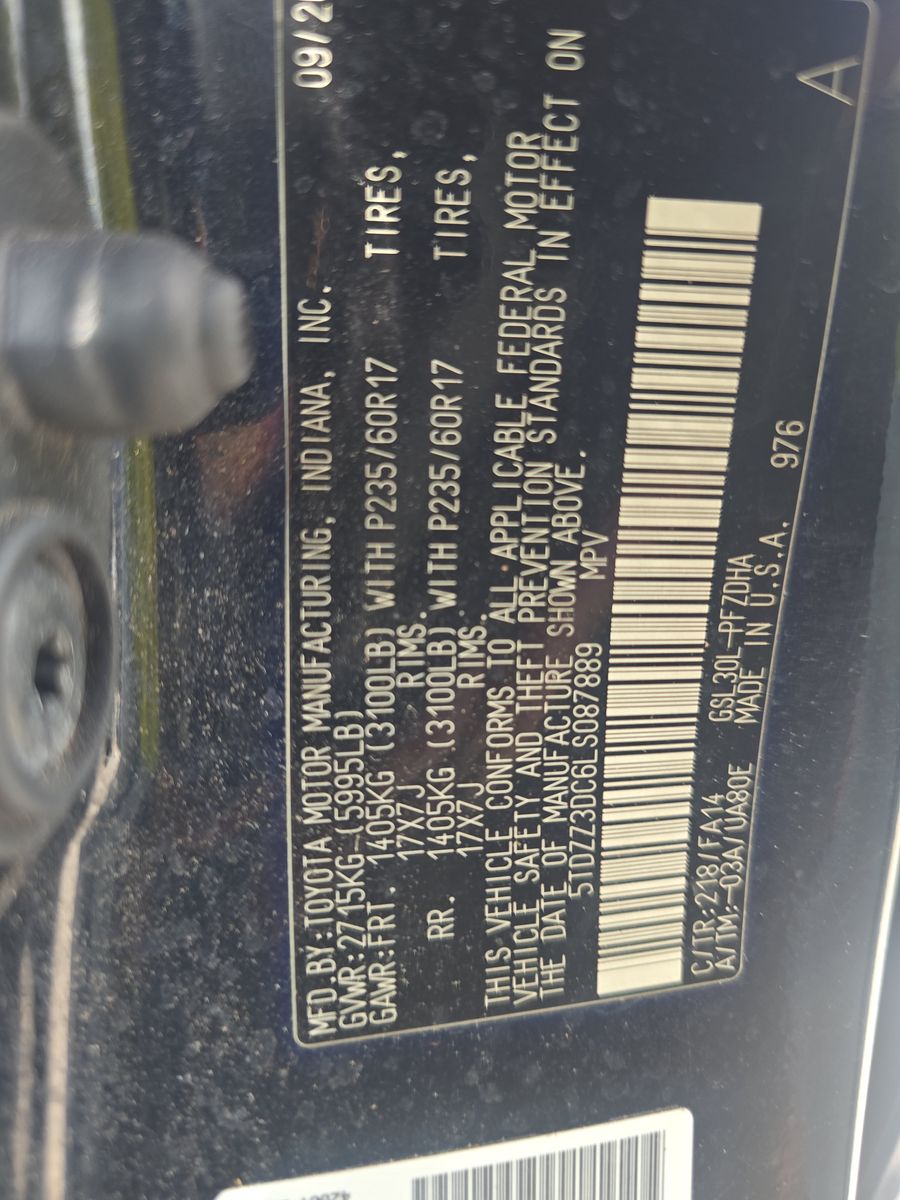 MFD.BY:TOYOTA MOTOR MANUFACTURING, INDIANA, INC. 09/20
GVWR:2715KG (5995LB)
GAWR:FRT. 1405KG (3100LB) WITH P235/60R17 TIRES,
17X7J RIMS.
RR. 1405KG (3100LB) WITH P235/60R17 TIRES,
17X7J RIMS.
THIS VEHICLE CONFORMS TO ALL APPLICABLE FEDERAL MOTOR
VEHICLE SAFETY AND THEFT PREVENTION STANDARDS IN EFFECT ON
THE DATE OF MANUFACTURE SHOWN ABOVE.
5TDZZ3DC6LS087889 MPV
C/TR:218/FA14 GSL30L-PFZDHA 976 A
A/TM:-03A/UA80E MADE IN U.S.A.